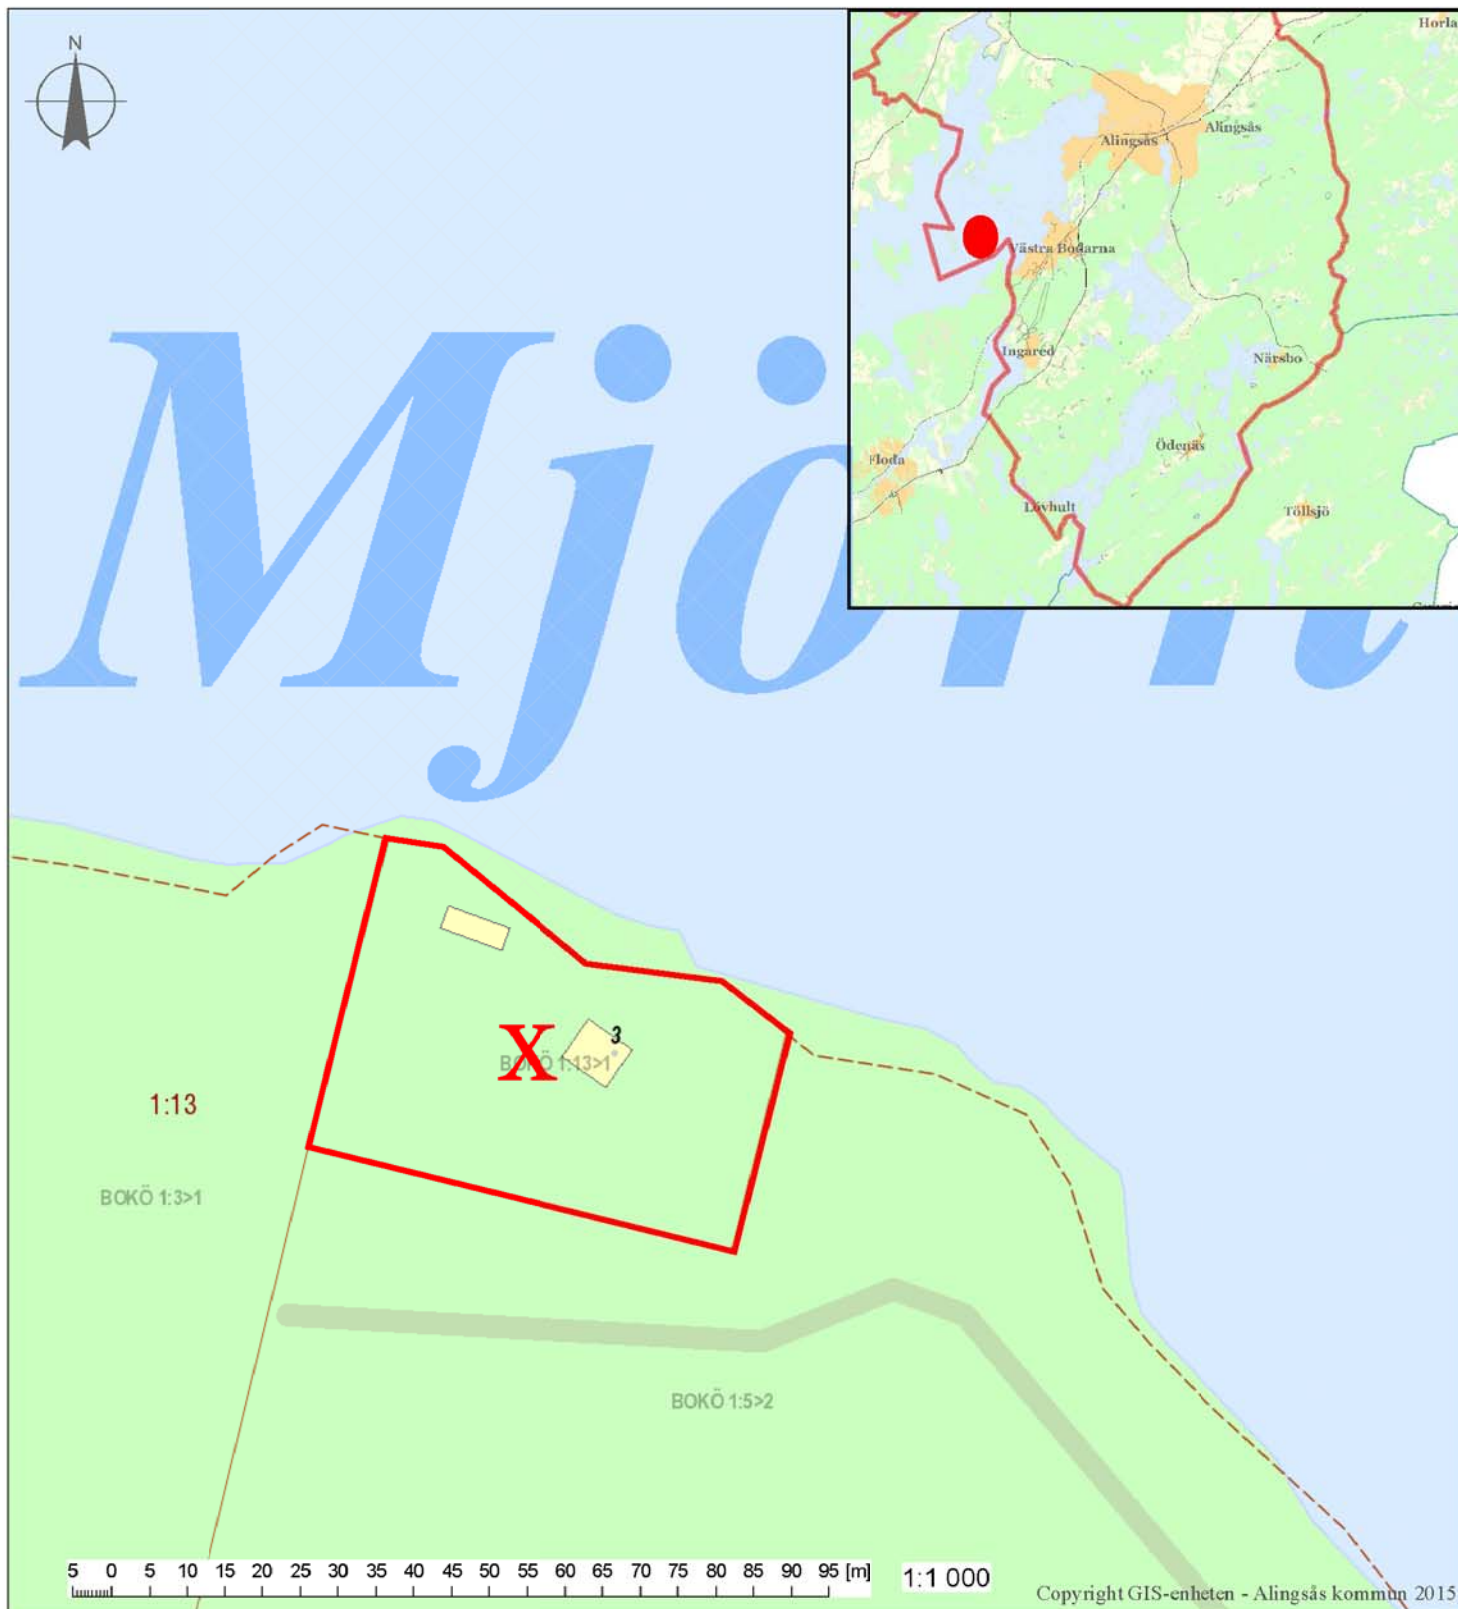 N
Horla
Alingsås
Alingsås
Västra Bodarna
Ingared
Närsbo
Ödenäs
Floda
Lövhult
Töllsjö
Mjörn
3
X
BOKÖ 1:13>1
1:13
BOKÖ 1:3>1
BOKÖ 1:5>2
5 0 5 10 15 20 25 30 35 40 45 50 55 60 65 70 75 80 85 90 95 [m]
1:1 000
Copyright GIS-enheten - Alingsås kommun 2015